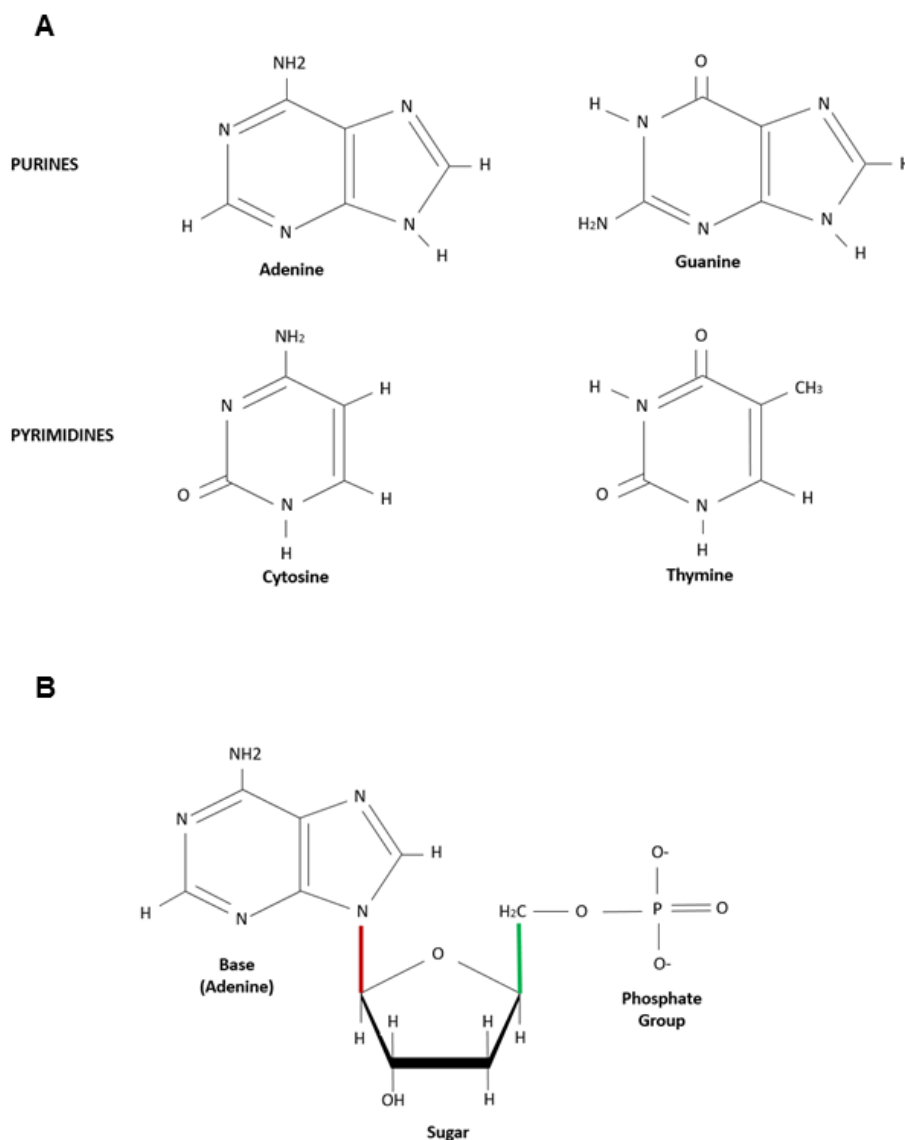 A
NH2
O
N
N
H
N
N
PURINES
H
H
H
N
N
H₂N
N
N
H
H
Adenine
Guanine
NH₂
O
H
H
CH₃
N
N
PYRIMIDINES
O
N
H
O
N
H
H
H
Cytosine
Thymine
B
NH2
N
N
O-
H
H
N
N
H₂C
O
P
O
Base
(Adenine)
O
O-
Phosphate
Group
H
H
H
H
OH
H
Sugar